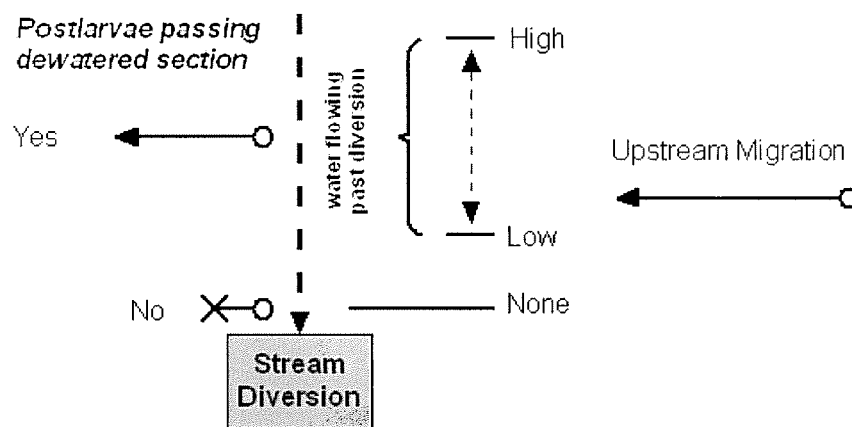 Postlarvae passing
dewatered section
High
water flowing
past diversion
Yes
Upstream Migration
Low
No
None
Stream
Diversion